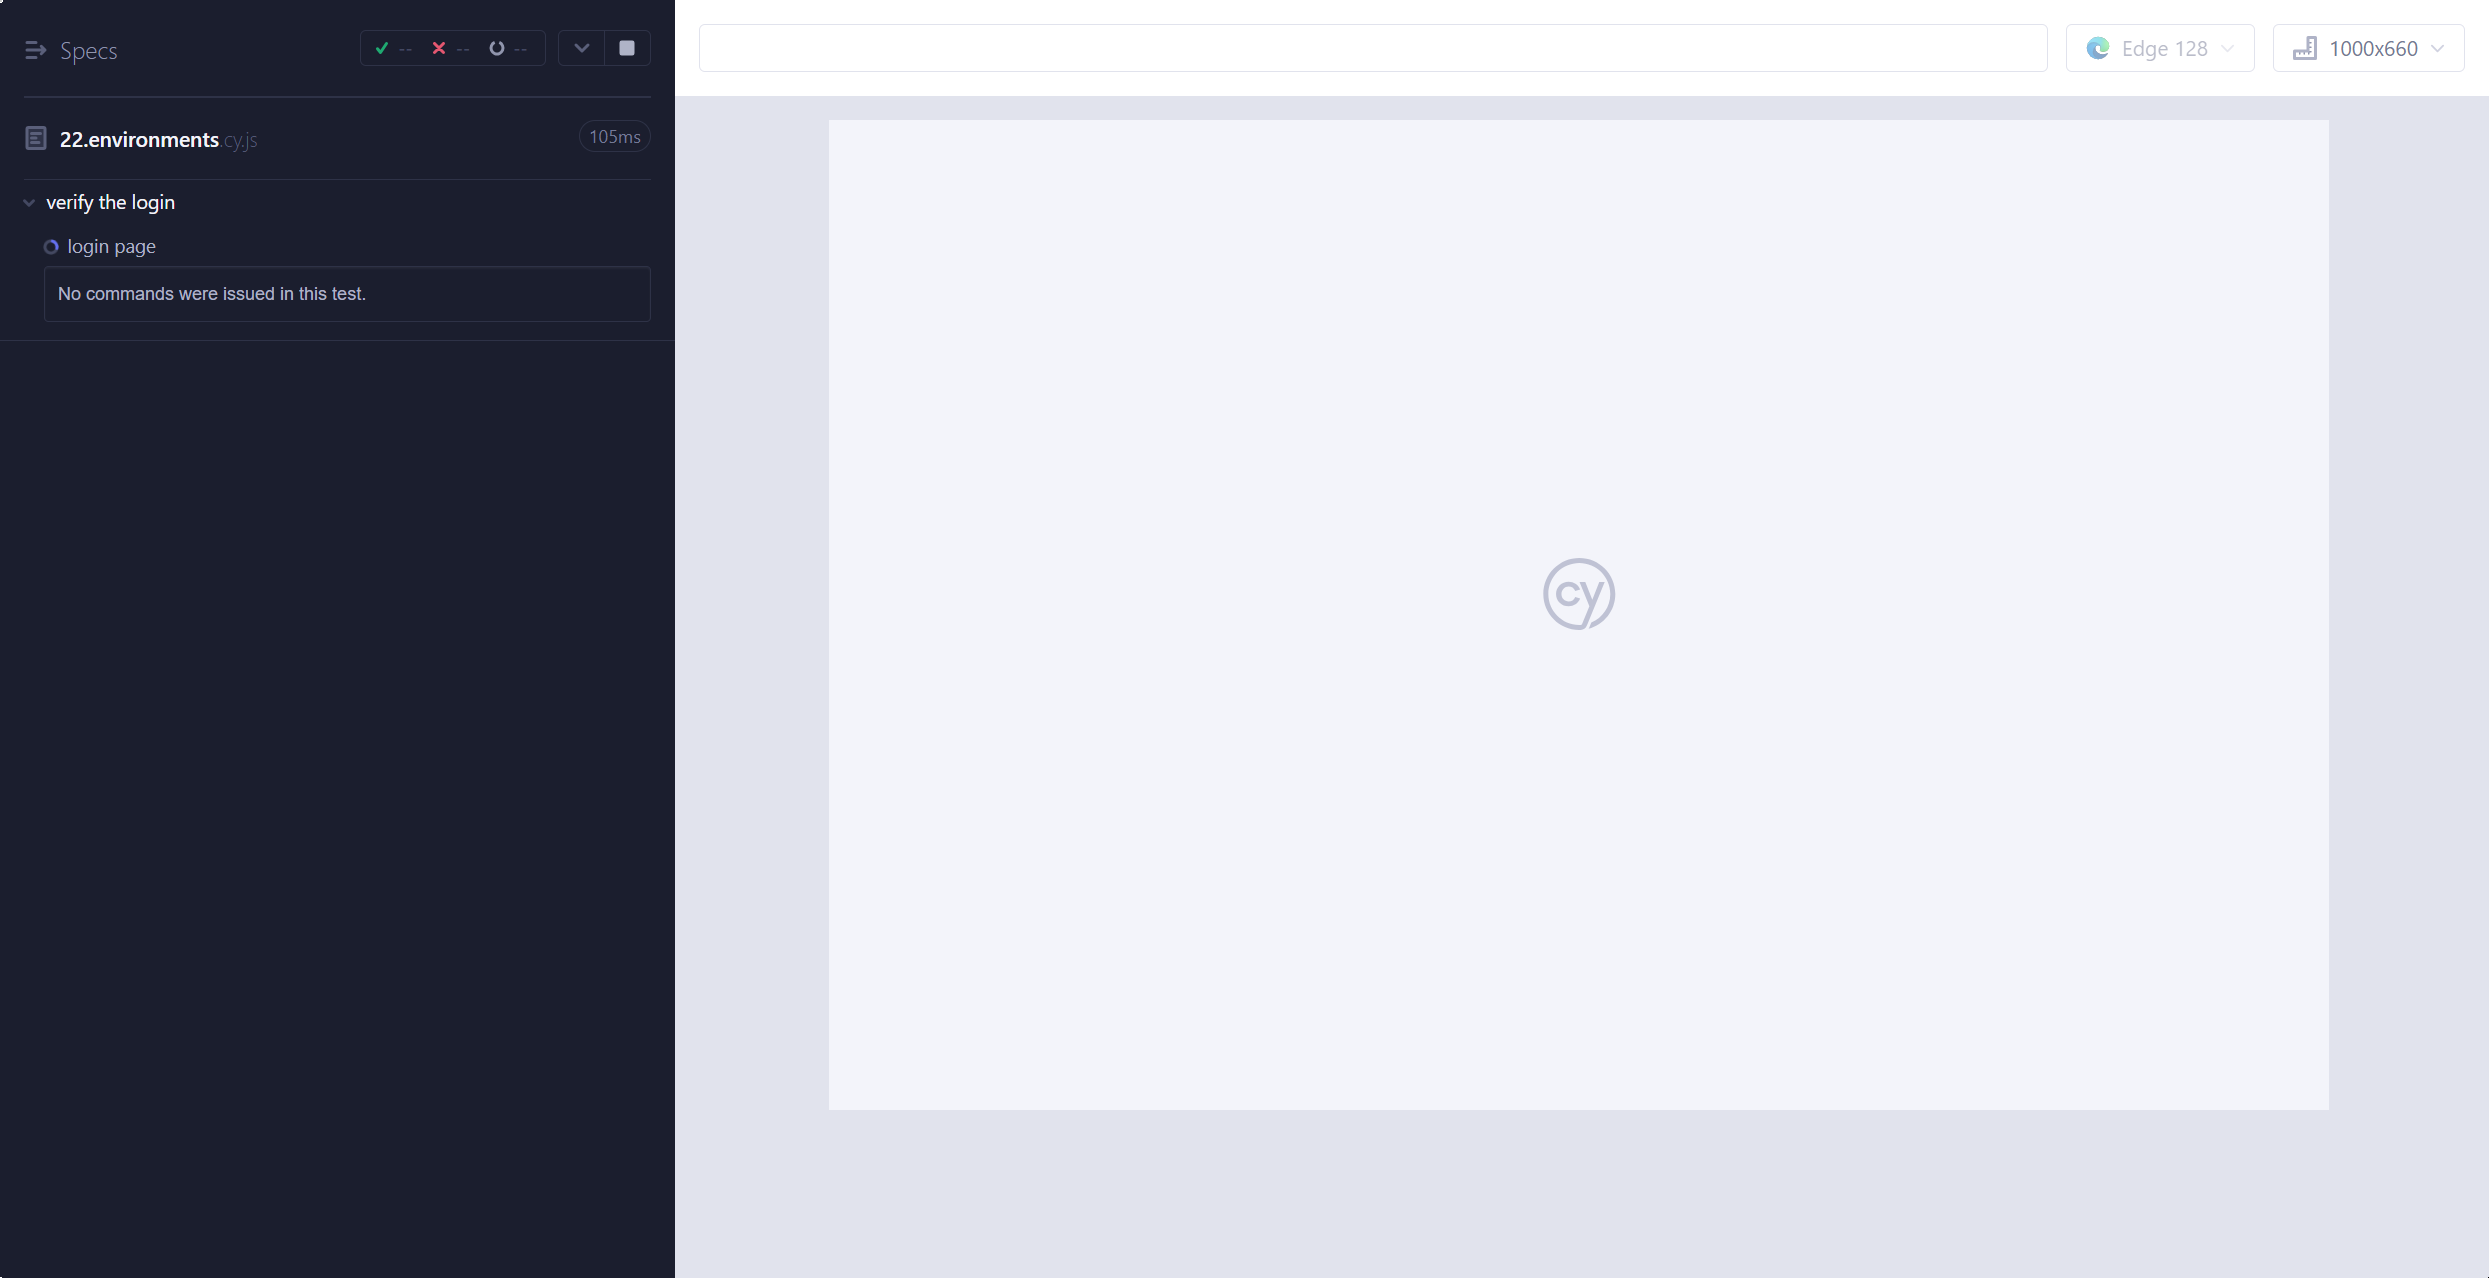 Specs
-- -- --
22.environments.cy.js
105ms
verify the login
login page
No commands were issued in this test.
Edge 128
1000x660
cy